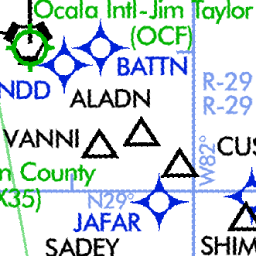 Ocala Intl-Jim Taylor
(OCF)
BATTN
NDD
R-29
R-29
ALADN
VANNI
CUS
W82°
n County
X35)
N29°
JAFAR
SADEY
SHIM